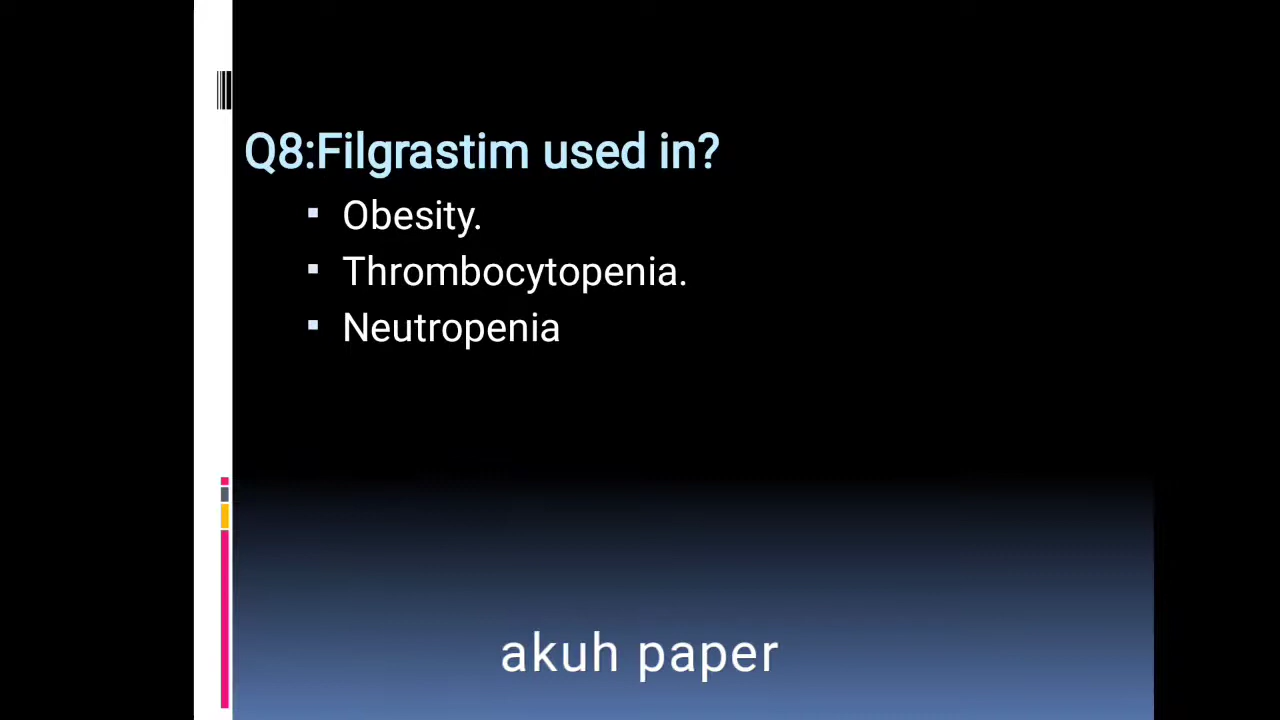 Q8:Filgrastim used in?
▪ Obesity.
▪ Thrombocytopenia.
▪ Neutropenia
akuh paper